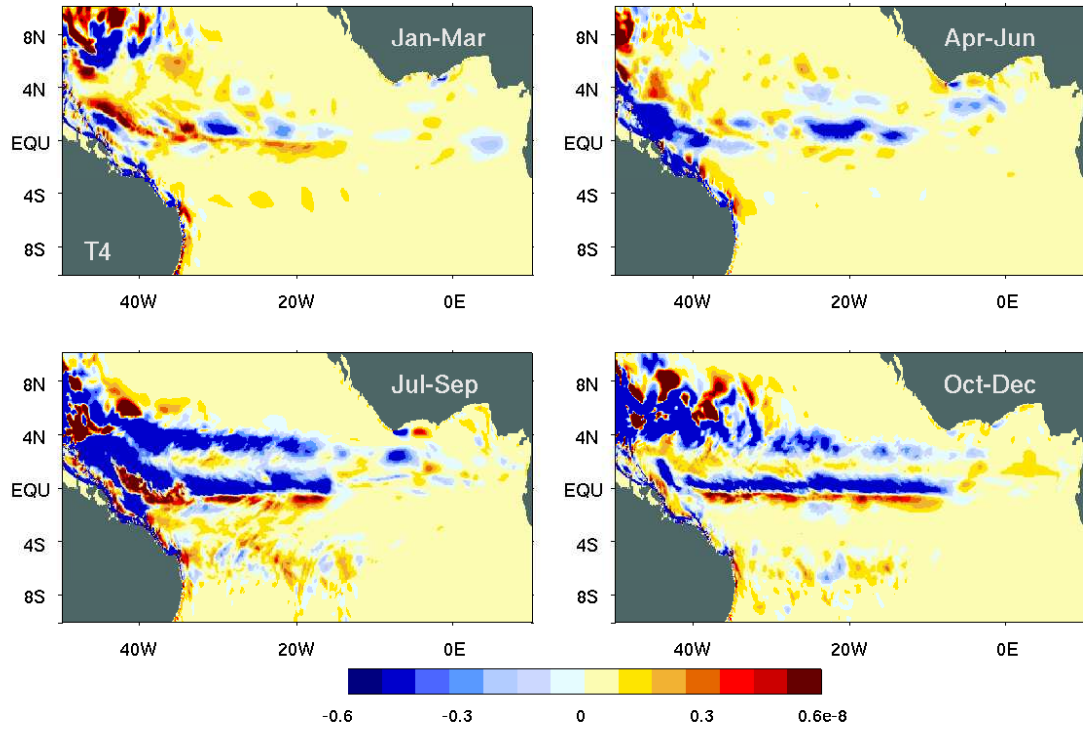 8N
4N
EQU
4S
8S
Jan-Mar
T4
40W 20W 0E
8N
4N
EQU
4S
8S
Apr-Jun
40W 20W 0E
8N
4N
EQU
4S
8S
Jul-Sep
40W 20W 0E
8N
4N
EQU
4S
8S
Oct-Dec
40W 20W 0E
-0.6 -0.3 0 0.3 0.6e-8